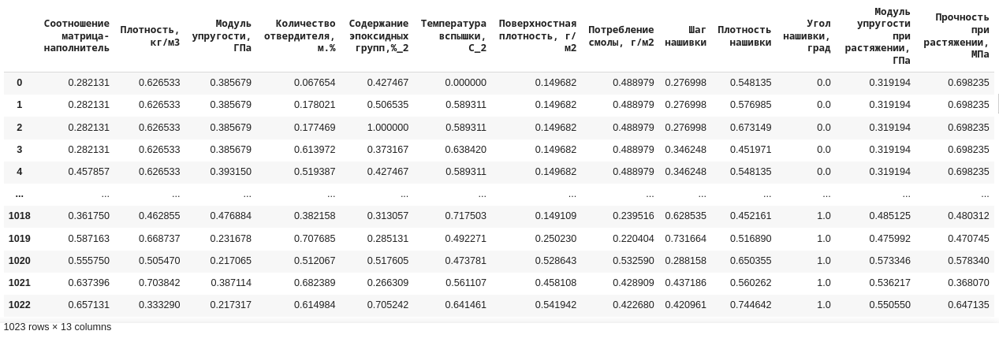 Соотношение матрица-наполнитель Плотность, кг/м3 Модуль упругости, ГПа Количество отвердителя, м.% Содержание эпоксидных групп,%_2 Температура вспышки, С_2 Поверхностная плотность, г/м2 Потребление смолы, г/м2 Шаг нашивки Плотность нашивки Угол нашивки, град Модуль упругости при растяжении, ГПа Прочность при растяжении, МПа
0 0.282131 0.626533 0.385679 0.067654 0.427467 0.000000 0.149682 0.488979 0.276998 0.548135 0.0 0.319194 0.698235
1 0.282131 0.626533 0.385679 0.178021 0.506535 0.589311 0.149682 0.488979 0.276998 0.576985 0.0 0.319194 0.698235
2 0.282131 0.626533 0.385679 0.177469 1.000000 0.589311 0.149682 0.488979 0.276998 0.673149 0.0 0.319194 0.698235
3 0.282131 0.626533 0.385679 0.613972 0.373167 0.638420 0.149682 0.488979 0.346248 0.451971 0.0 0.319194 0.698235
4 0.457857 0.626533 0.393150 0.519387 0.427467 0.589311 0.149682 0.488979 0.346248 0.548135 0.0 0.319194 0.698235
... ... ... ... ... ... ... ... ... ... ... ... ... ...
1018 0.361750 0.462855 0.476884 0.382158 0.313057 0.717503 0.149109 0.239516 0.628535 0.452161 1.0 0.485125 0.480312
1019 0.587163 0.668737 0.231678 0.707685 0.285131 0.492271 0.250230 0.220404 0.731664 0.516890 1.0 0.475992 0.470745
1020 0.555750 0.505470 0.217065 0.512067 0.517605 0.473781 0.528643 0.532590 0.288158 0.650355 1.0 0.573346 0.578340
1021 0.637396 0.703842 0.387114 0.682389 0.266309 0.561107 0.458108 0.428909 0.437186 0.560262 1.0 0.536217 0.368070
1022 0.657131 0.333290 0.217317 0.614984 0.705242 0.641461 0.541942 0.422680 0.420961 0.744642 1.0 0.550550 0.647135
1023 rows × 13 columns